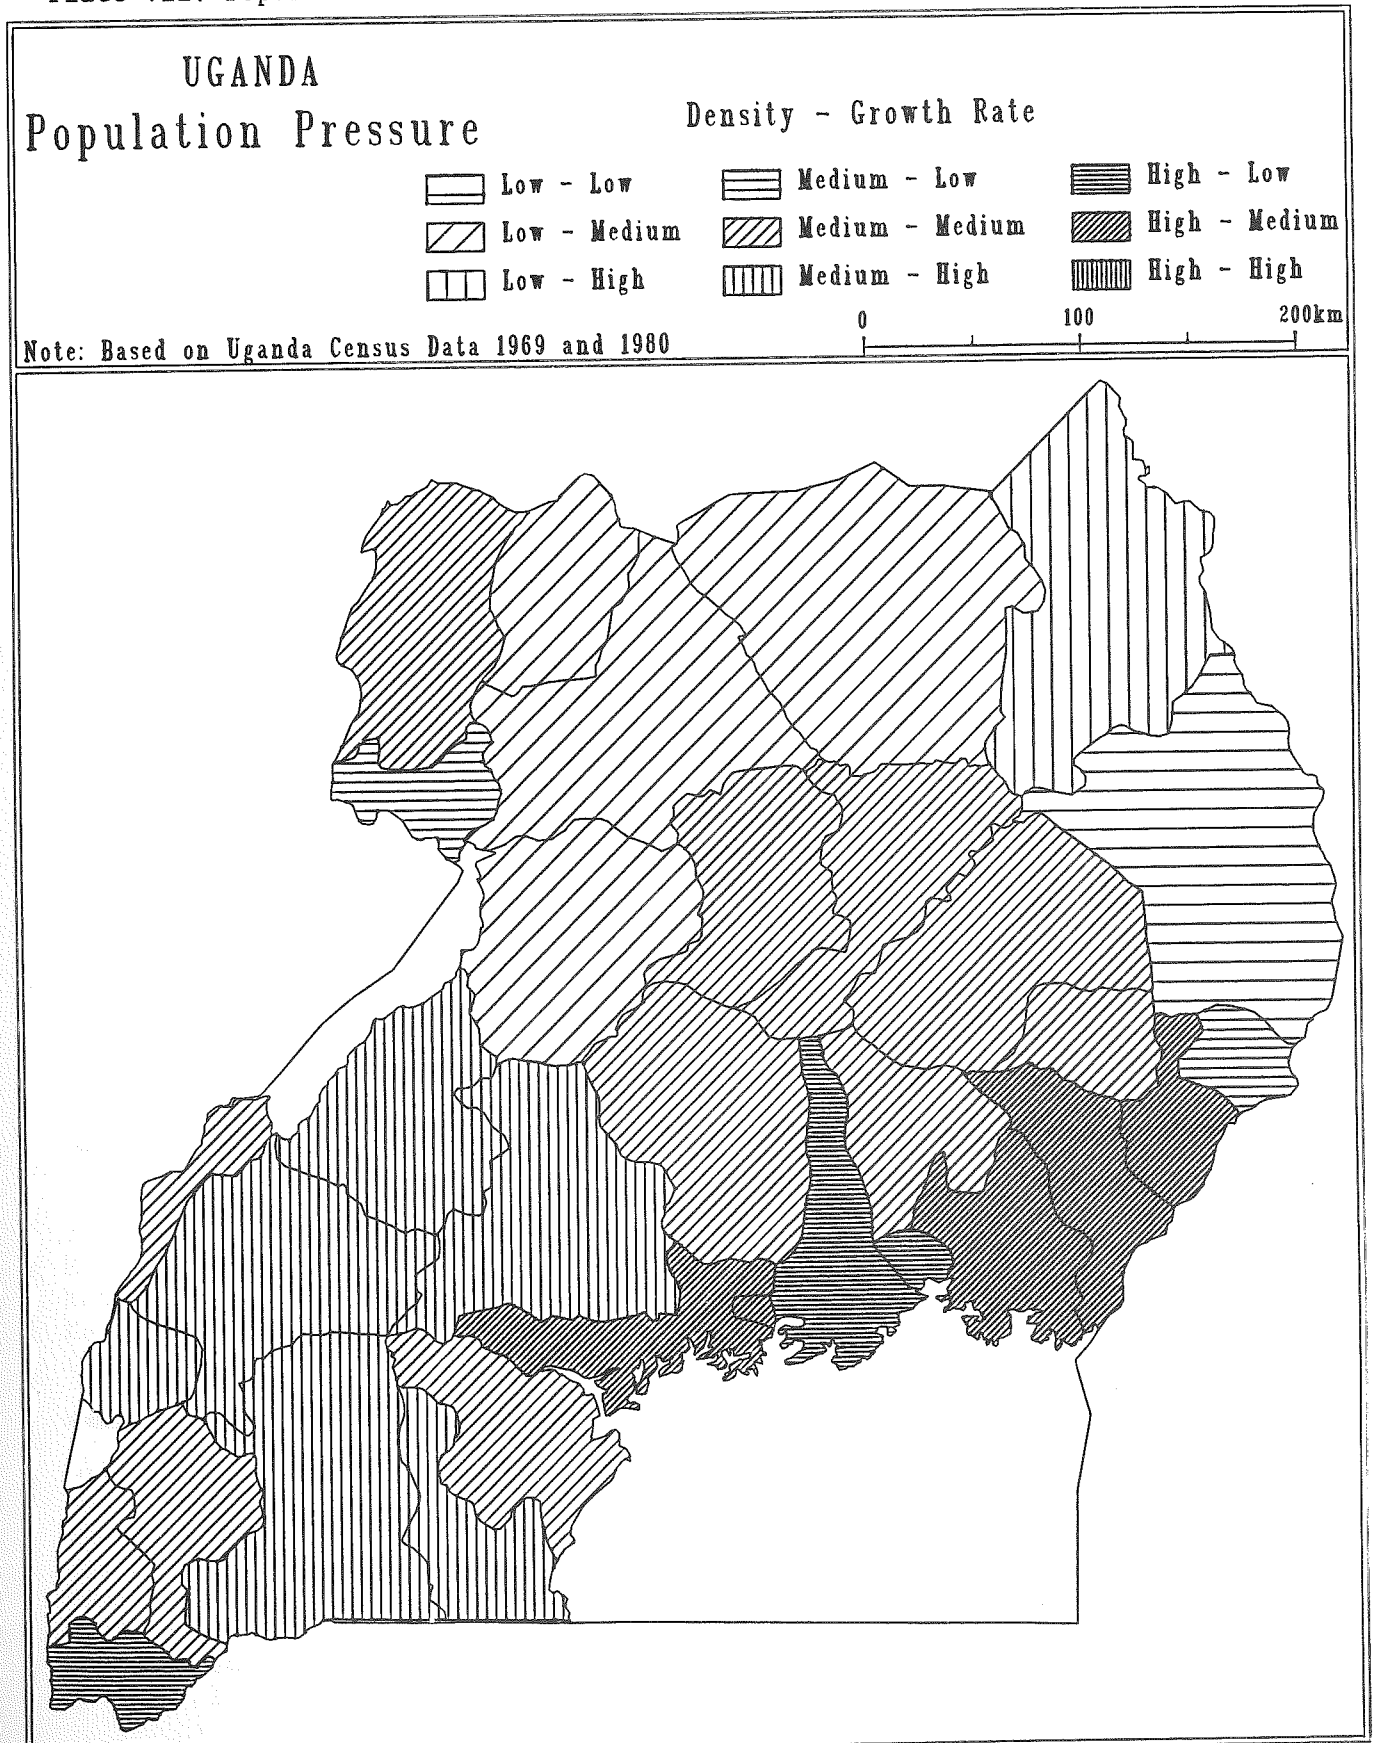 UGANDA
Population Pressure
Density - Growth Rate
Low - Low
Medium - Low
High - Low
Low - Medium
Medium - Medium
High - Medium
Low - High
Medium - High
High - High
0 100 200km
Note: Based on Uganda Census Data 1969 and 1980